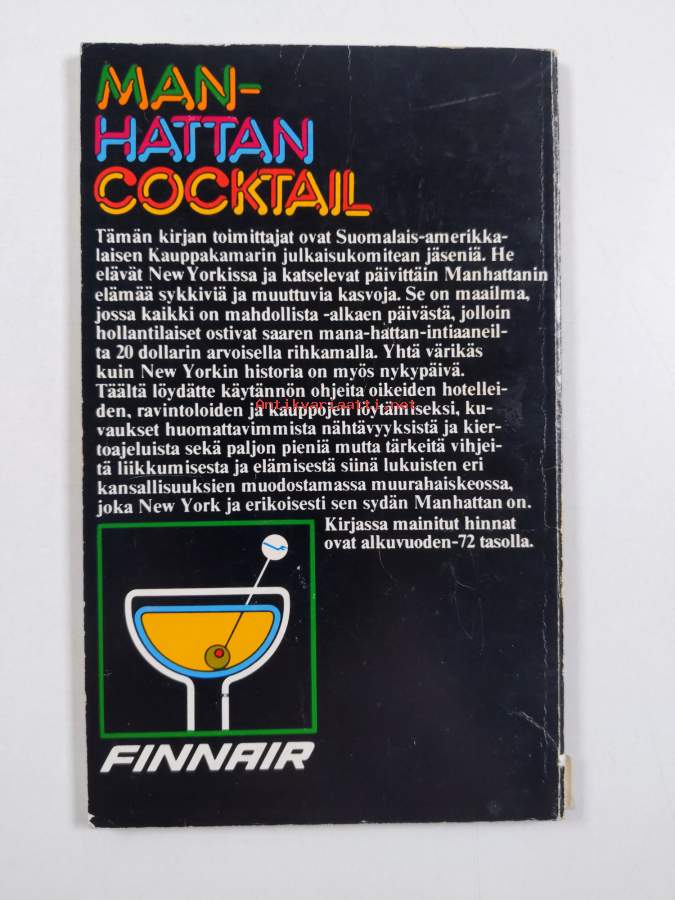 MAN-
HATTAN
COCKTAIL
Tämän kirjan toimittajat ovat Suomalais-amerikka-
laisen Kauppakamarin julkaisukomitean jäseniä. He
elävät New Yorkissa ja katselevat päivittäin Manhattanin
elämää sykkiviä ja muuttuvia kasvoja. Se on maailma,
jossa kaikki on mahdollista -alkaen päivästä, jolloin
hollantilaiset ostivat saaren mana-hattan-intiaaneil-
ta 20 dollarin arvoisella rihkamalla. Yhtä värikäs
kuin New Yorkin historia on myös nykypäivä.
Täältä löydätte käytännön ohjeita oikeiden hotellei-
den, ravintoloiden ja kauppojen löytämiseksi, ku-
Antikvariaatti.net
vaukset huomattavimmista nähtävyyksistä ja kier-
toajeluista sekä paljon pieniä mutta tärkeitä vihjei-
tä liikkumisesta ja elämisestä siinä lukuisten eri
kansallisuuksien muodostamassa muurahaiskeossa,
joka New York ja erikoisesti sen sydän Manhattan on.
Kirjassa mainitut hinnat
ovat alkuvuoden-72 tasolla.
FINNAIR